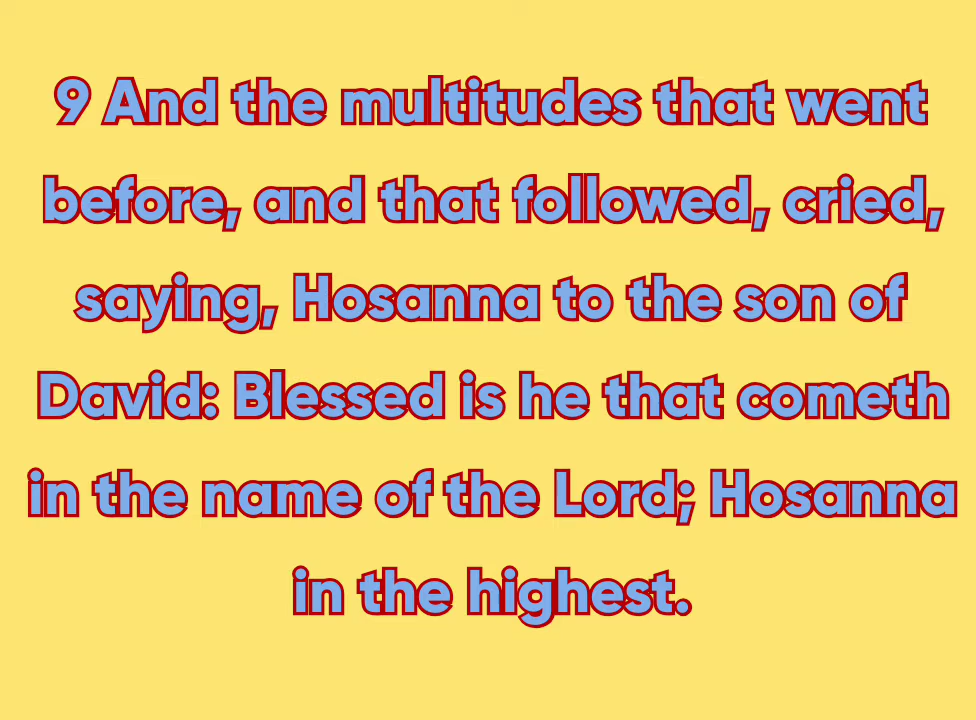 9 And the multitudes that went
before, and that followed, cried,
saying, Hosanna to the son of
David: Blessed is he that cometh
in the name of the Lord; Hosanna
in the highest.